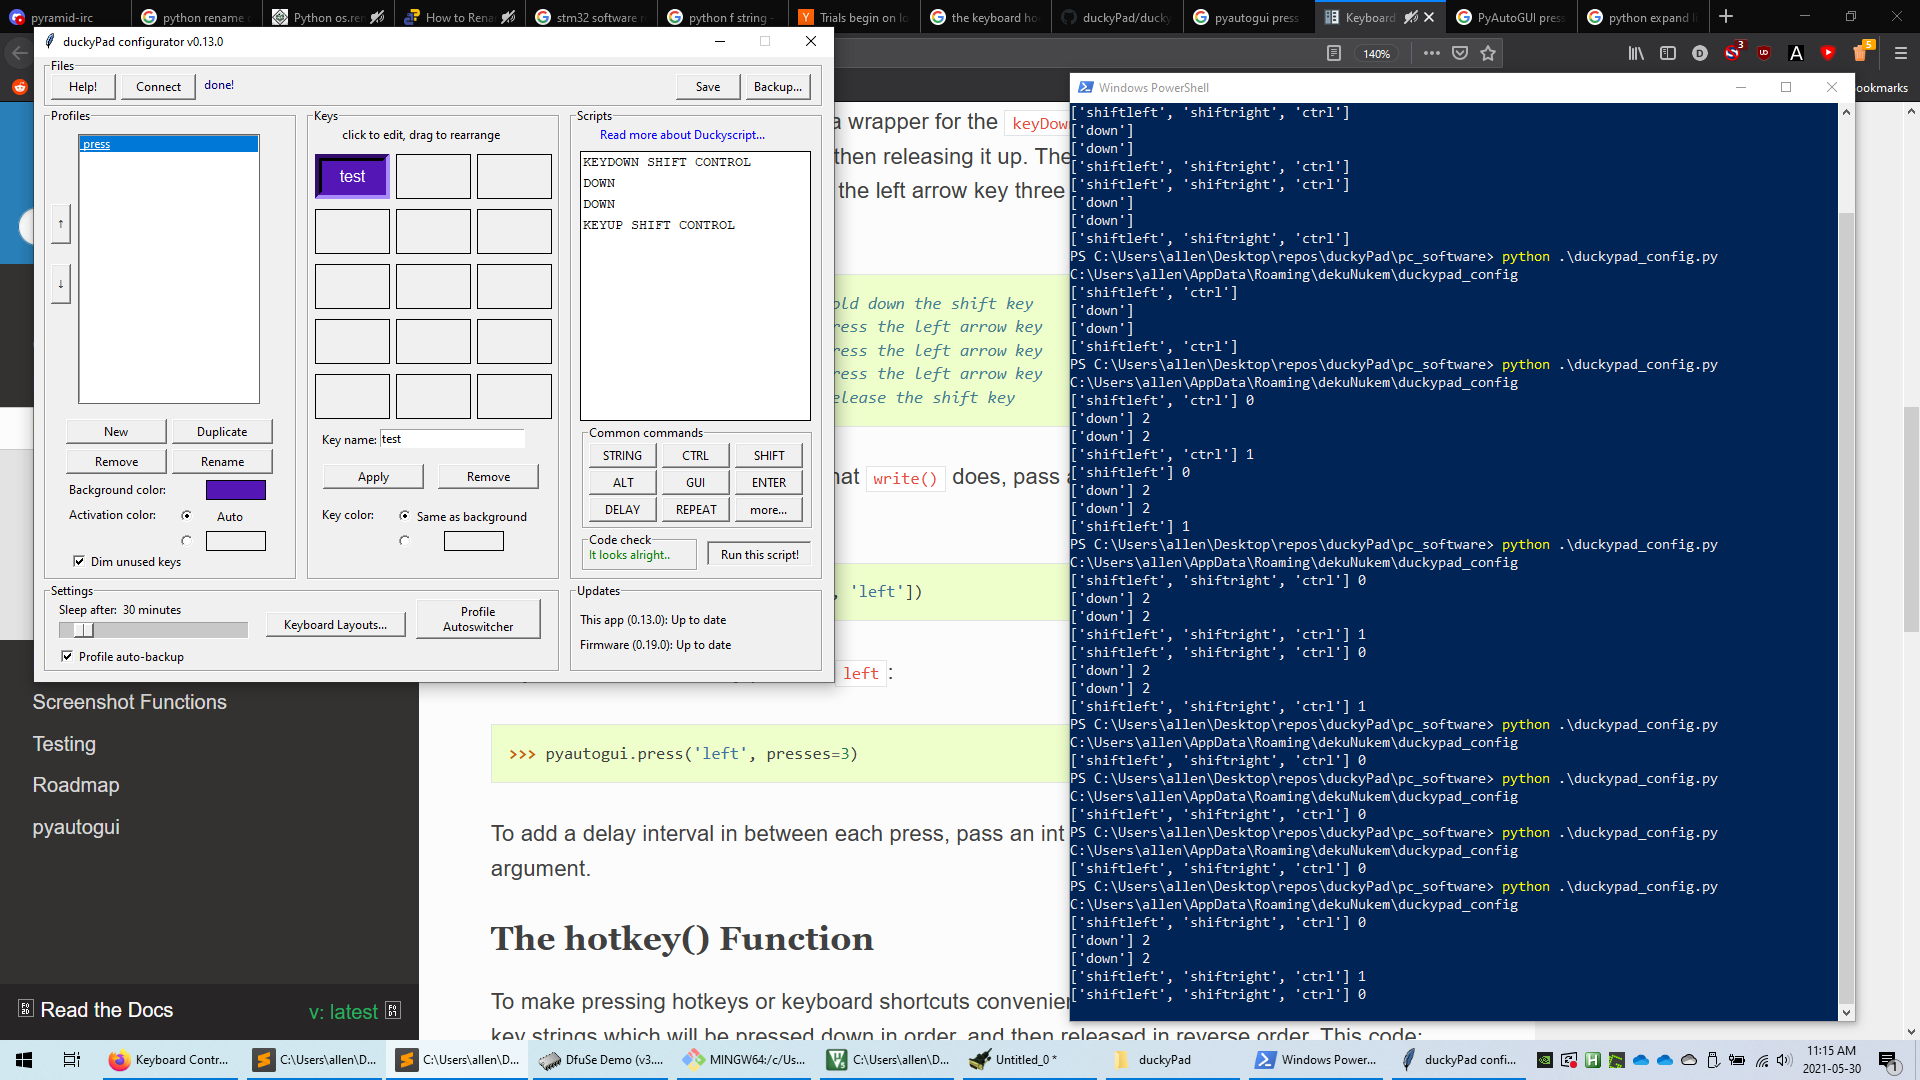 pyramid-irc
python rename d
Python os.ren
How to Rena
stm32 software re
python f string -
Trials begin on lo
the keyboard hol
duckyPad/ducky
pyautogui press
Keyboard
PyAutoGUI press
python expand li
duckyPad configurator v0.13.0
140%
3
5
ookmarks
Files
Help!
Connect
done!
Save
Backup...
Profiles
press
↑
↓
New
Duplicate
Remove
Rename
Background color:
Activation color:
Auto
Dim unused keys
Keys
click to edit, drag to rearrange
test
Key name:
test
Apply
Remove
Key color:
Same as background
Scripts
Read more about Duckyscript...
KEYDOWN SHIFT CONTROL
DOWN
DOWN
KEYUP SHIFT CONTROL
Common commands
STRING
CTRL
SHIFT
ALT
GUI
ENTER
DELAY
REPEAT
more...
Code check
It looks alright..
Run this script!
Settings
Sleep after: 30 minutes
Keyboard Layouts...
Profile
Autoswitcher
Profile auto-backup
Updates
This app (0.13.0): Up to date
Firmware (0.19.0): Up to date
a wrapper for the keyDow
then releasing it up. The
the left arrow key three
old down the shift key
ress the left arrow key
ress the left arrow key
ress the left arrow key
elease the shift key
hat write() does, pass a
, 'left'])
left :
>>> pyautogui.press('left', presses=3)
To add a delay interval in between each press, pass an int
argument.
The hotkey() Function
To make pressing hotkeys or keyboard shortcuts convenien
key strings which will be pressed down in order, and then released in reverse order. This code:
Screenshot Functions
Testing
Roadmap
pyautogui
Read the Docs
v: latest
Windows PowerShell
['shiftleft', 'shiftright', 'ctrl']
['down']
['down']
['shiftleft', 'shiftright', 'ctrl']
['shiftleft', 'shiftright', 'ctrl']
['down']
['down']
['shiftleft', 'shiftright', 'ctrl']
PS C:\Users\allen\Desktop\repos\duckyPad\pc_software> python .\duckypad_config.py
C:\Users\allen\AppData\Roaming\dekuNukem\duckypad_config
['shiftleft', 'ctrl']
['down']
['down']
['shiftleft', 'ctrl']
PS C:\Users\allen\Desktop\repos\duckyPad\pc_software> python .\duckypad_config.py
C:\Users\allen\AppData\Roaming\dekuNukem\duckypad_config
['shiftleft', 'ctrl'] 0
['down'] 2
['down'] 2
['shiftleft', 'ctrl'] 1
['shiftleft'] 0
['down'] 2
['down'] 2
['shiftleft'] 1
PS C:\Users\allen\Desktop\repos\duckyPad\pc_software> python .\duckypad_config.py
C:\Users\allen\AppData\Roaming\dekuNukem\duckypad_config
['shiftleft', 'shiftright', 'ctrl'] 0
['down'] 2
['down'] 2
['shiftleft', 'shiftright', 'ctrl'] 1
['shiftleft', 'shiftright', 'ctrl'] 0
['down'] 2
['down'] 2
['shiftleft', 'shiftright', 'ctrl'] 1
PS C:\Users\allen\Desktop\repos\duckyPad\pc_software> python .\duckypad_config.py
C:\Users\allen\AppData\Roaming\dekuNukem\duckypad_config
['shiftleft', 'shiftright', 'ctrl'] 0
PS C:\Users\allen\Desktop\repos\duckyPad\pc_software> python .\duckypad_config.py
C:\Users\allen\AppData\Roaming\dekuNukem\duckypad_config
['shiftleft', 'shiftright', 'ctrl'] 0
PS C:\Users\allen\Desktop\repos\duckyPad\pc_software> python .\duckypad_config.py
C:\Users\allen\AppData\Roaming\dekuNukem\duckypad_config
['shiftleft', 'shiftright', 'ctrl'] 0
PS C:\Users\allen\Desktop\repos\duckyPad\pc_software> python .\duckypad_config.py
C:\Users\allen\AppData\Roaming\dekuNukem\duckypad_config
['shiftleft', 'shiftright', 'ctrl'] 0
['down'] 2
['down'] 2
['shiftleft', 'shiftright', 'ctrl'] 1
['shiftleft', 'shiftright', 'ctrl'] 0
Keyboard Contr...
C:\Users\allen\D...
C:\Users\allen\D...
DfuSe Demo (v3....
MINGW64:/c/Us...
C:\Users\allen\D...
Untitled_0 *
duckyPad
Windows Power...
duckyPad confi...
11:15 AM
2021-05-30
1